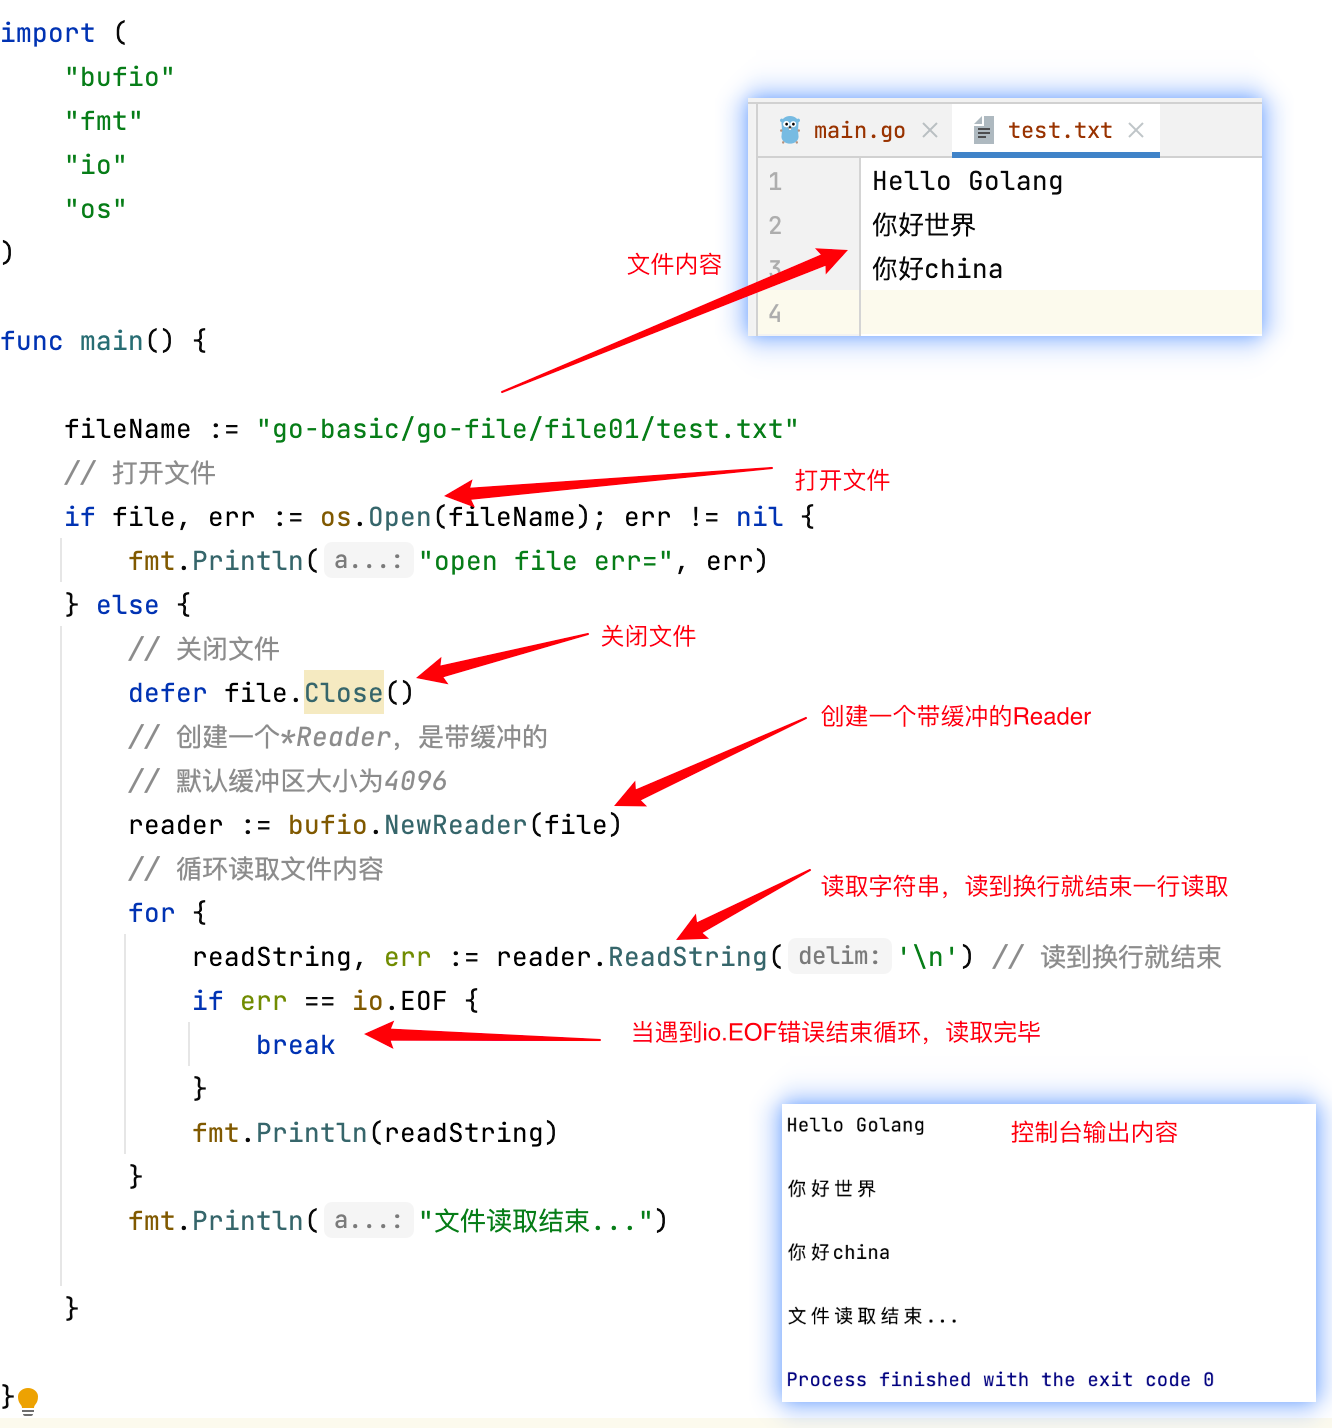 import (
"bufio"
"fmt"
"io"
"os"
)
main.go
test.txt
1 Hello Golang
2 你好世界
3 你好china
4
文件内容
func main() {
fileName := "go-basic/go-file/file01/test.txt"
// 打开文件
打开文件
if file, err := os.Open(fileName); err != nil {
fmt.Println( a...: "open file err=", err)
} else {
// 关闭文件
关闭文件
defer file.Close()
// 创建一个*Reader，是带缓冲的
创建一个带缓冲的Reader
// 默认缓冲区大小为4096
reader := bufio.NewReader(file)
// 循环读取文件内容
读取字符串，读到换行就结束一行读取
for {
readString, err := reader.ReadString( delim: '\n') // 读到换行就结束
if err == io.EOF {
当遇到io.EOF错误结束循环，读取完毕
break
}
fmt.Println(readString)
}
fmt.Println( a...: "文件读取结束...")
}
}
控制台输出内容
Hello Golang
你好世界
你好china
文件读取结束...
Process finished with the exit code 0